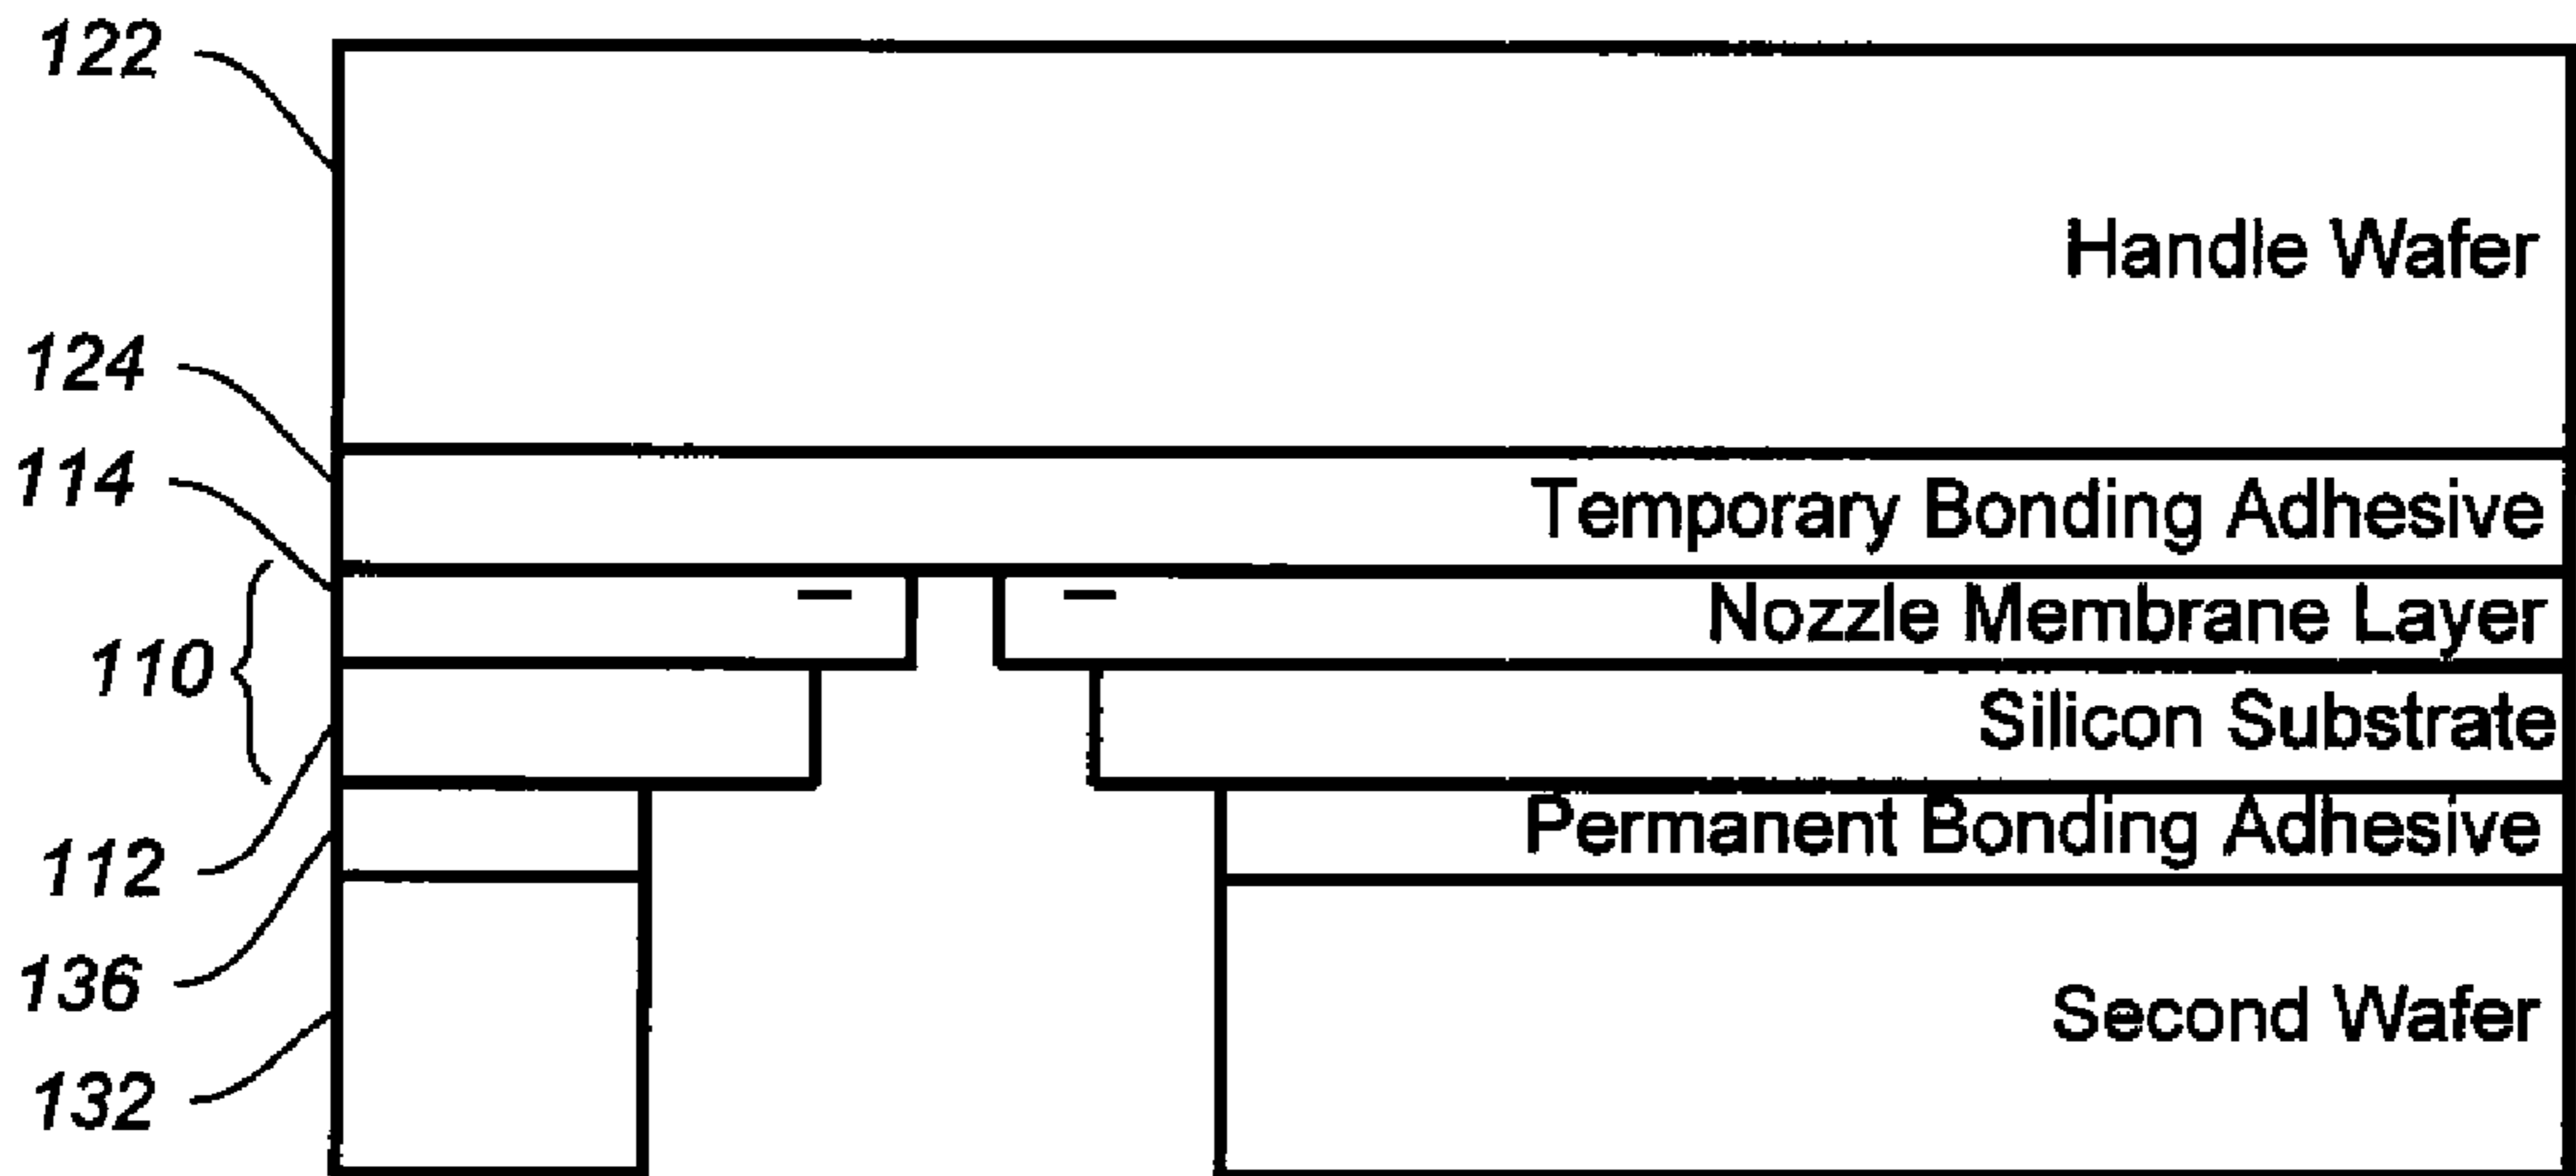 122
Handle Wafer
124
114
Temporary Bonding Adhesive
Nozzle Membrane Layer
110
Silicon Substrate
112
Permanent Bonding Adhesive
136
Second Wafer
132